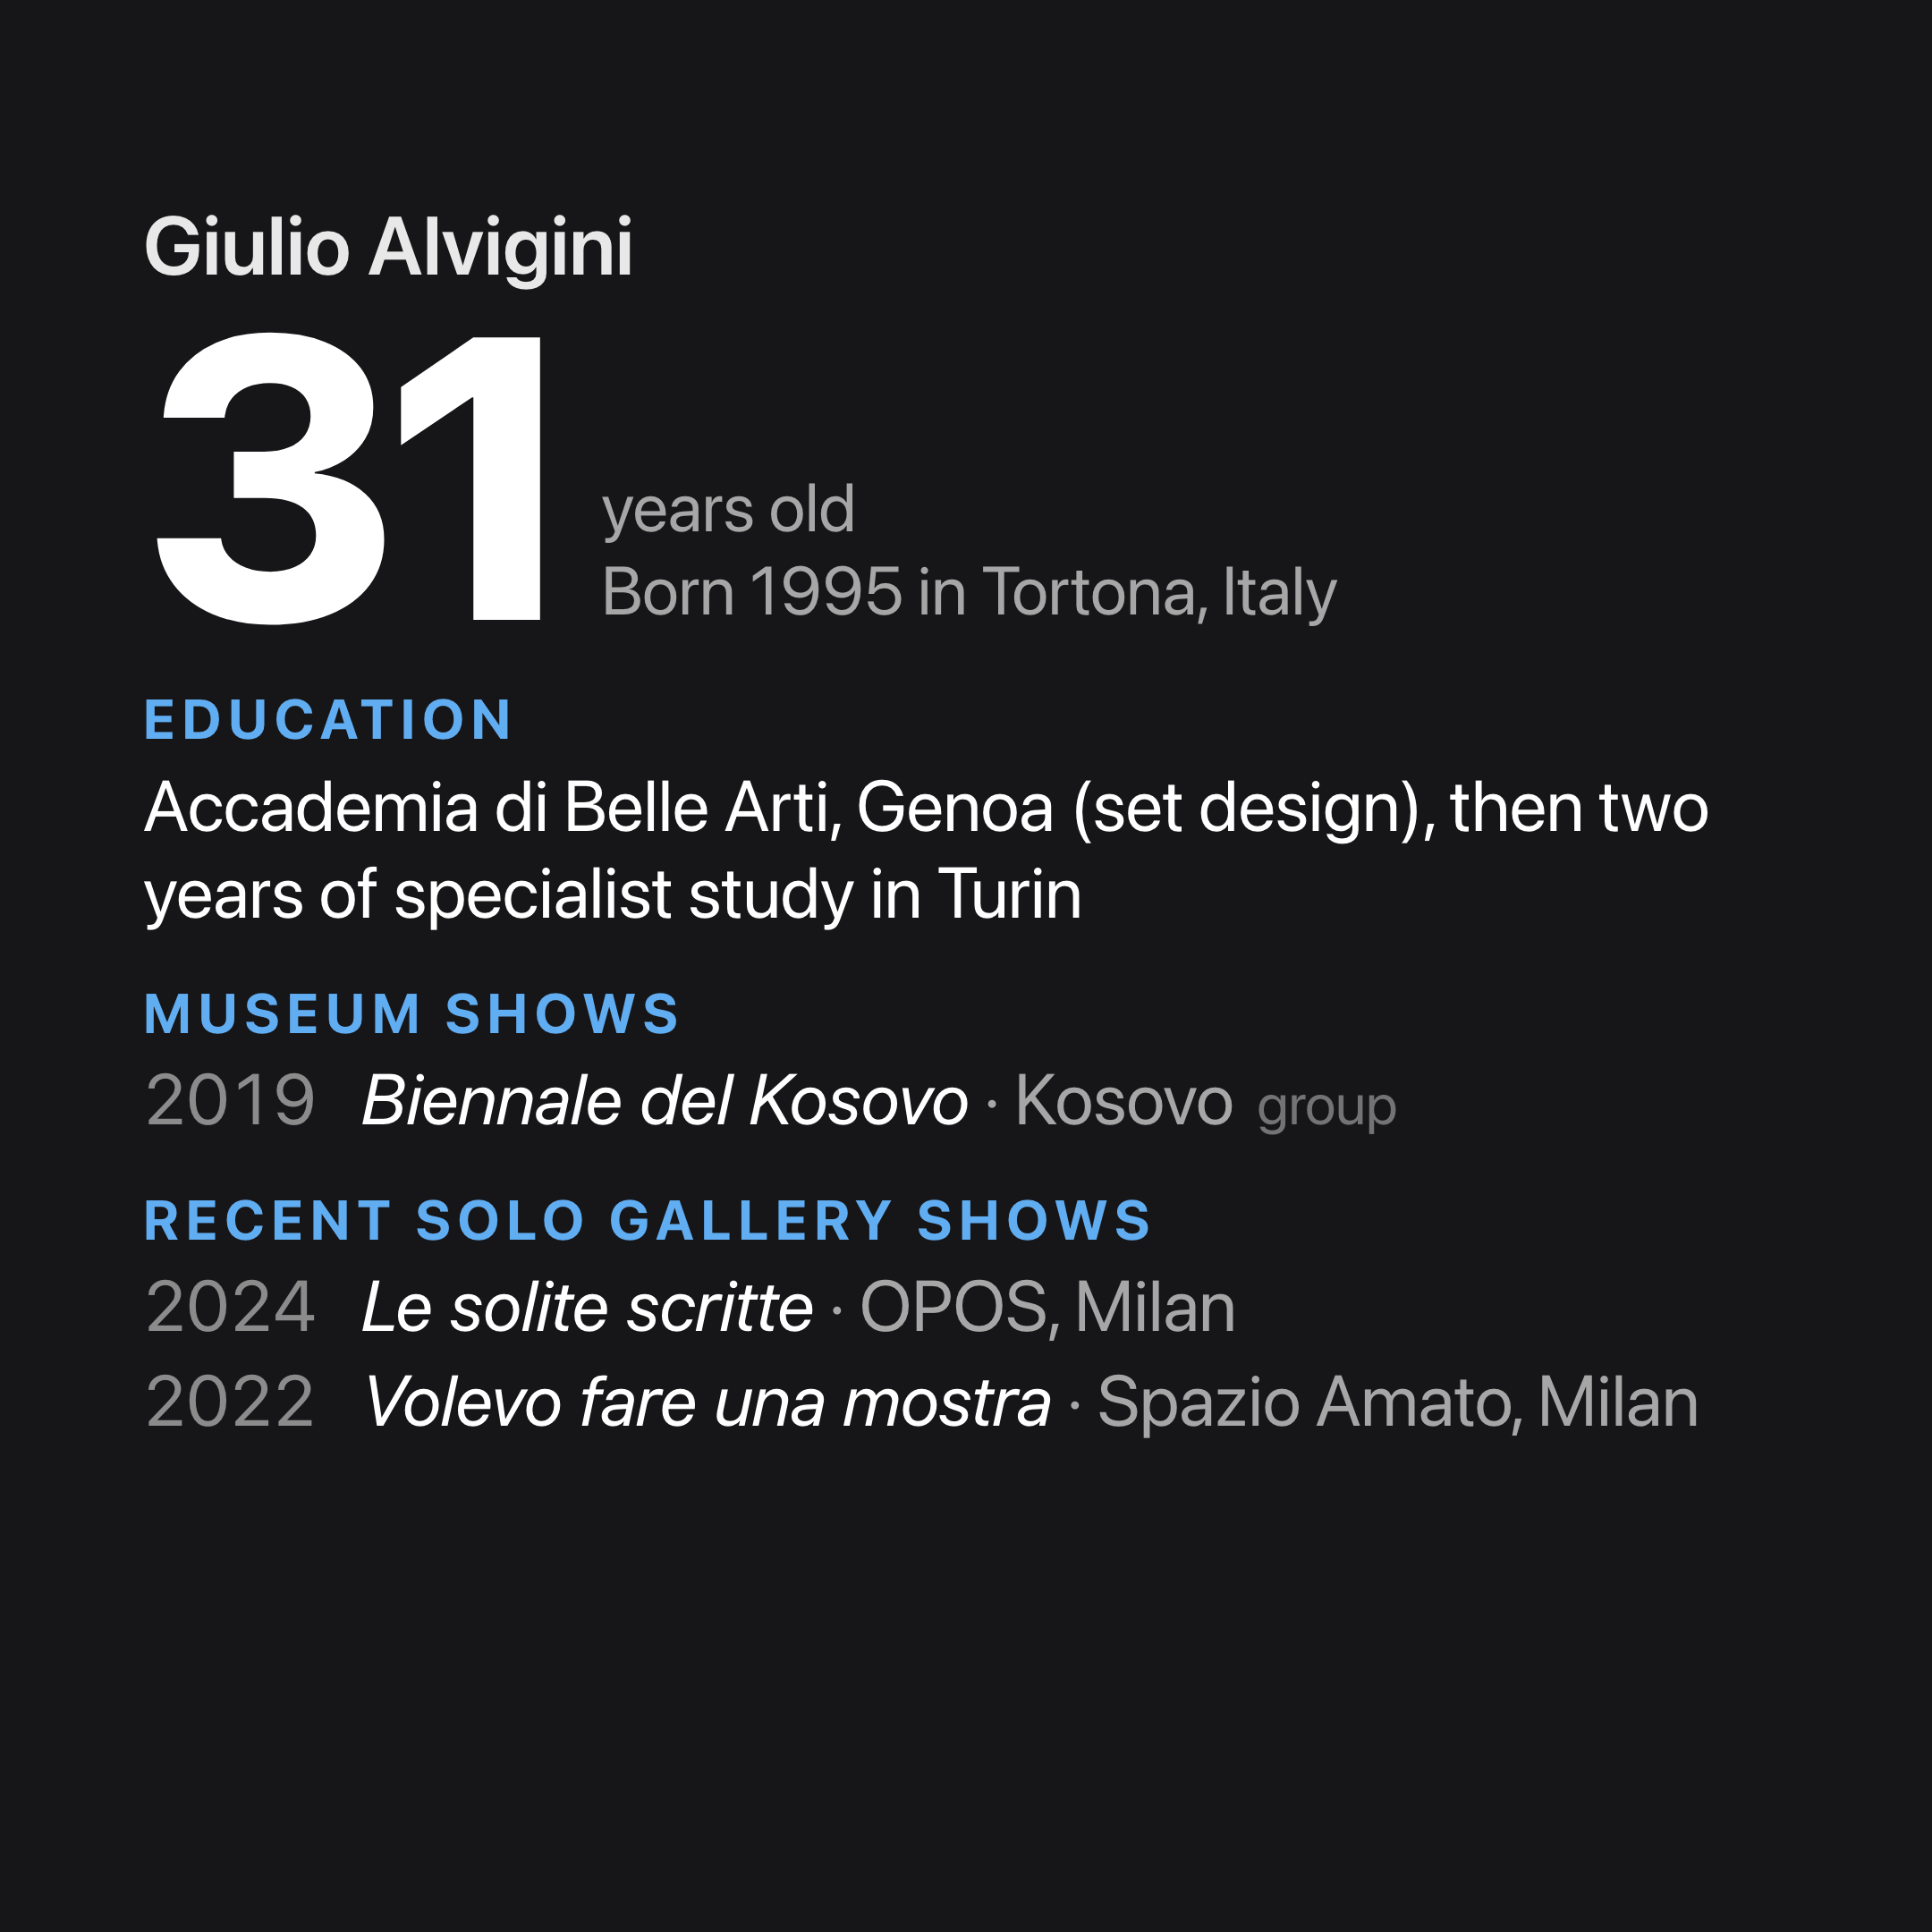 Giulio Alvigini
31
years old
Born 1995 in Tortona, Italy
EDUCATION
Accademia di Belle Arti, Genoa (set design), then two
years of specialist study in Turin
MUSEUM SHOWS
2019 Biennale del Kosovo · Kosovo group
RECENT SOLO GALLERY SHOWS
2024 Le solite scritte · OPOS, Milan
2022 Volevo fare una mostra · Spazio Amato, Milan